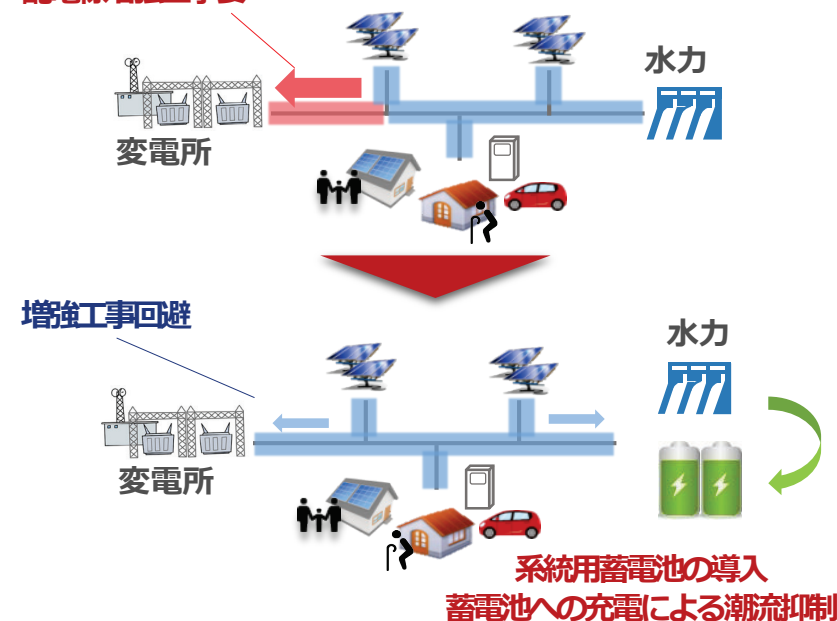 水力
変電所
増強工事回避
水力
変電所
系統用蓄電池の導入
蓄電池への充電による潮流抑制